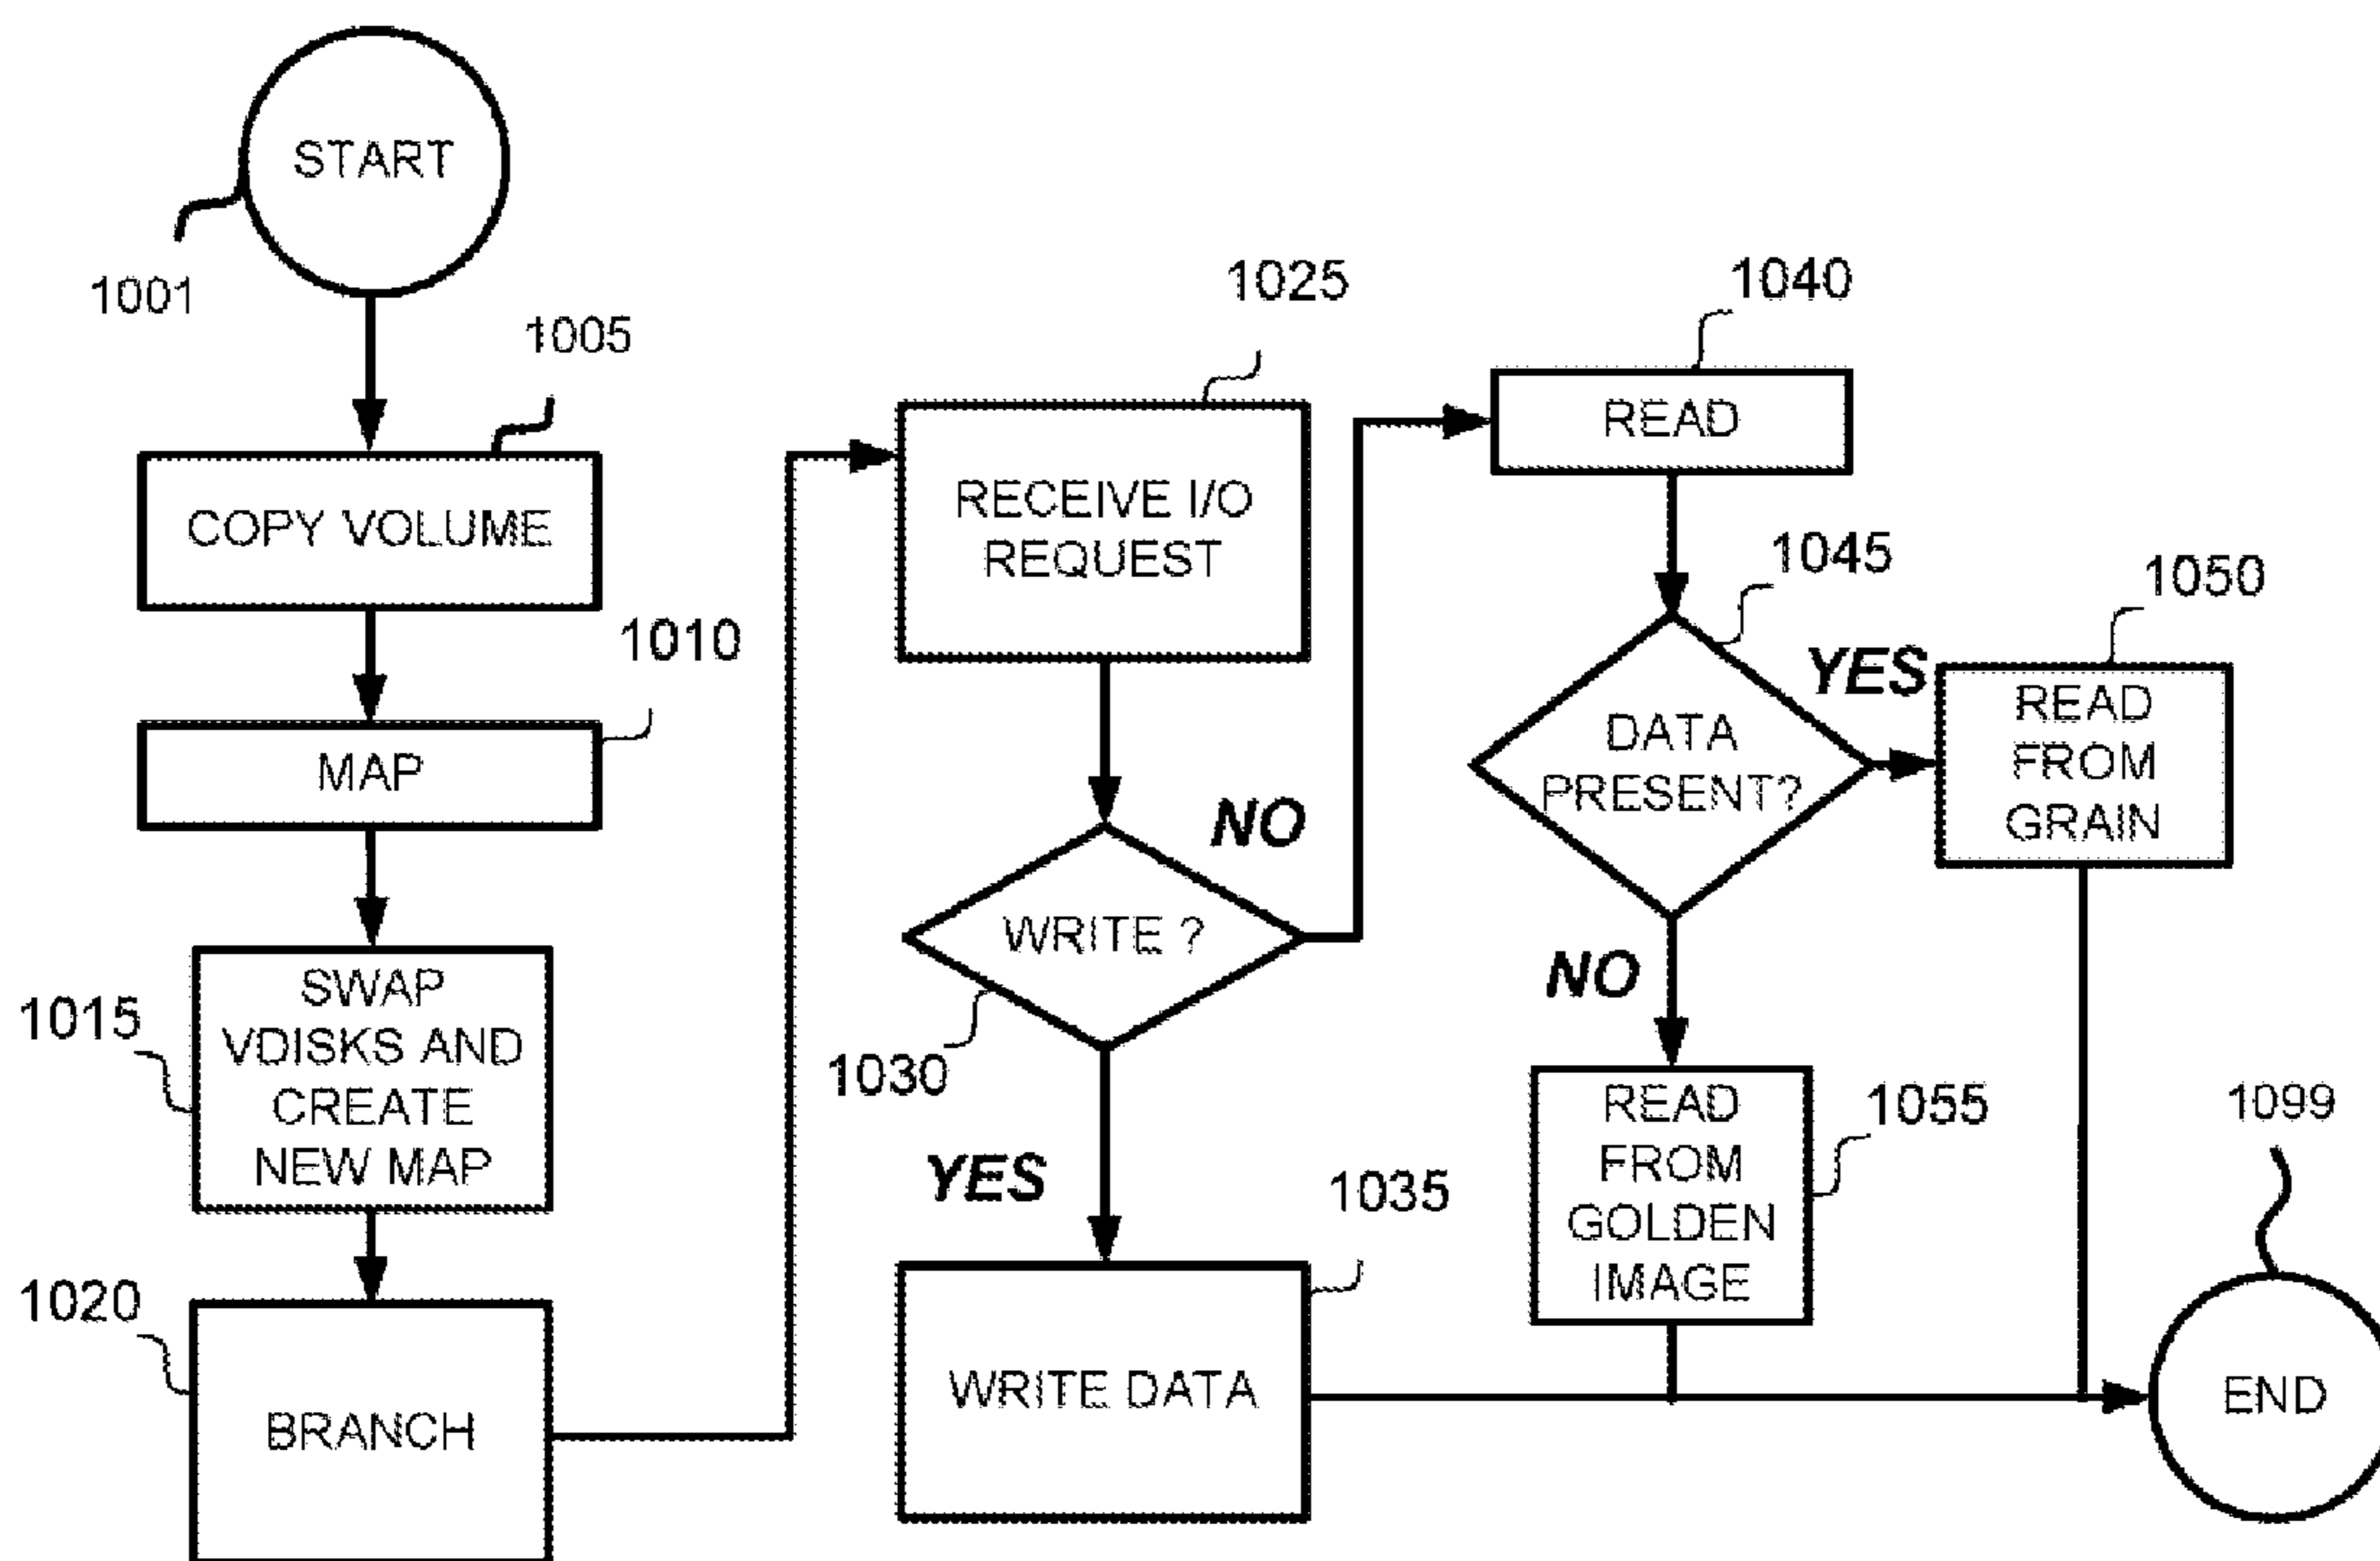 START
1001
1005
COPY VOLUME
1010
MAP
1015
SWAP
VDISKS AND
CREATE
NEW MAP
1020
BRANCH
1025
RECEIVE I/O
REQUEST
NO
WRITE ?
1030
YES
1035
WRITE DATA
1040
READ
1045
DATA
PRESENT?
YES
1050
READ
FROM
GRAIN
NO
1055
READ
FROM
GOLDEN
IMAGE
1099
END